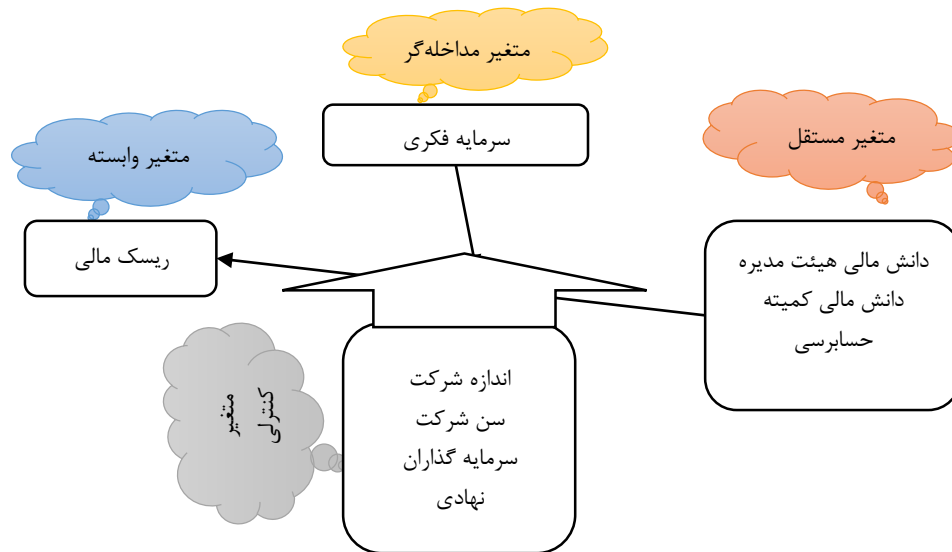 متغیر مداخله‌گر
سرمایه فکری
متغیر مستقل
دانش مالی هیئت مدیره
دانش مالی کمیته
حسابرسی
متغیر وابسته
ریسک مالی
متغیر
کنترلی
اندازه شرکت
سن شرکت
سرمایه گذاران
نهادی